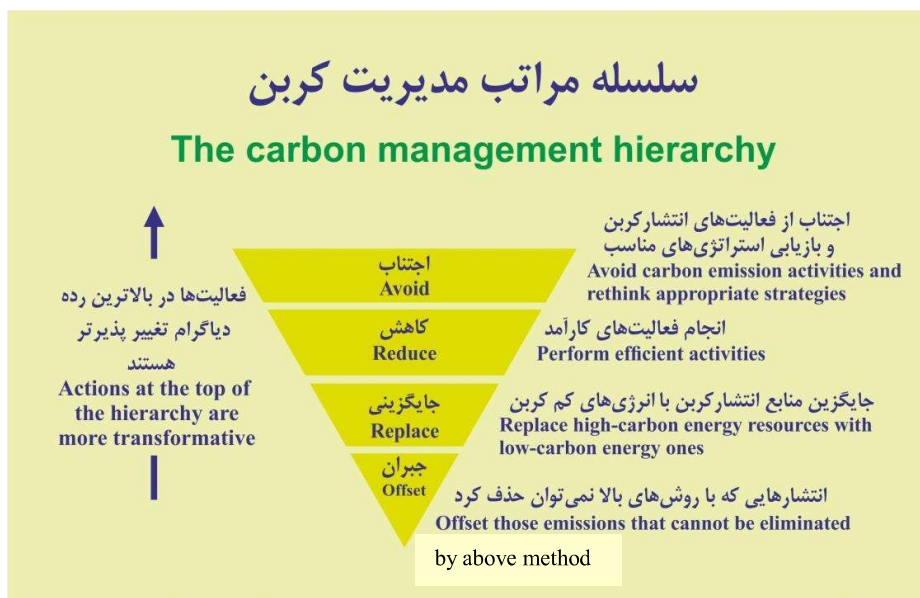 سلسله مراتب مدیریت کربن
The carbon management hierarchy
اجتناب از فعالیت‌های انتشارکربن
و بازیابی استراتژی‌های مناسب
Avoid carbon emission activities and
rethink appropriate strategies
اجتناب
Avoid
کاهش
Reduce
انجام فعالیت‌های کارآمد
Perform efficient activities
جایگزینی
Replace
جایگزین منابع انتشارکربن با انرژی‌های کم کربن
Replace high-carbon energy resources with
low-carbon energy ones
جبران
Offset
انتشارهایی که با روش‌های بالا نمی‌توان حذف کرد
Offset those emissions that cannot be eliminated
by above method
فعالیت‌ها در بالاترین رده
دیاگرام تغییر پذیرتر
هستند
Actions at the top of
the hierarchy are
more transformative